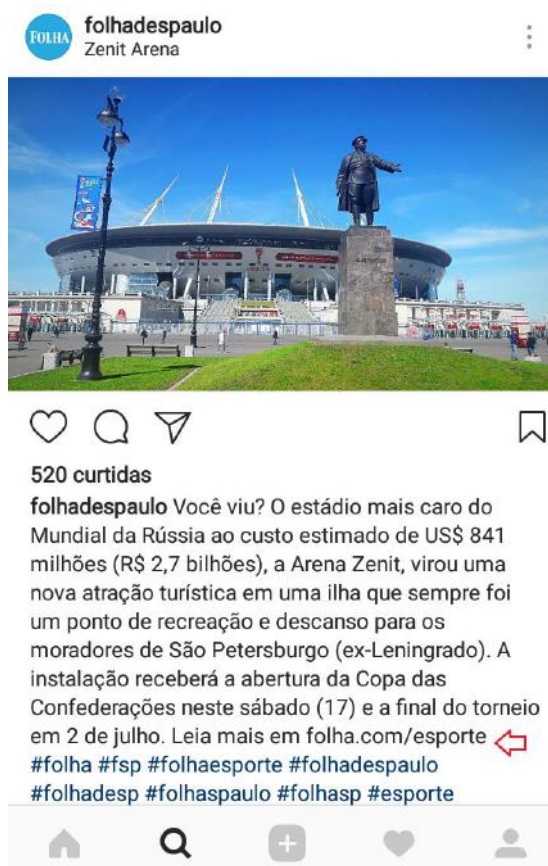 FOLHA
folhadespaulo
Zenit Arena
520 curtidas
folhadespaulo Você viu? O estádio mais caro do
Mundial da Rússia ao custo estimado de US$ 841
milhões (R$ 2,7 bilhões), a Arena Zenit, virou uma
nova atração turística em uma ilha que sempre foi
um ponto de recreação e descanso para os
moradores de São Petersburgo (ex-Leningrado). A
instalação receberá a abertura da Copa das
Confederações neste sábado (17) e a final do torneio
em 2 de julho. Leia mais em folha.com/esporte
#folha #fsp #folhaesporte #folhadespaulo
#folhadesp #folhaspaulo #folhasp #esporte